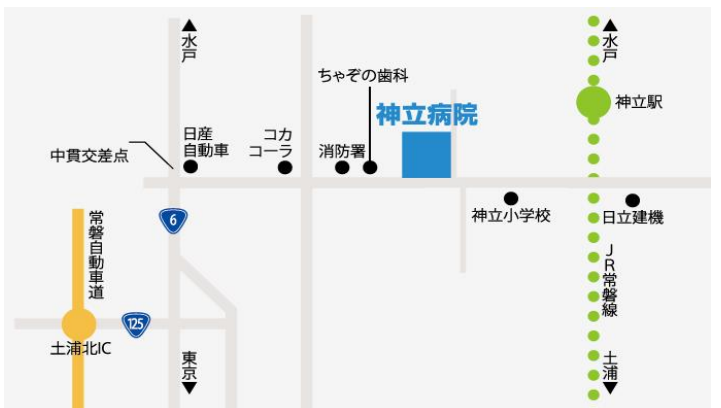 水戸
水戸
ちゃぞの歯科
神立病院
神立駅
日産
自動車
コカ
コーラ
消防署
中貫交差点
神立小学校
日立建機
6
常磐自動車道
JR常磐線
125
土浦北IC
東京
土浦